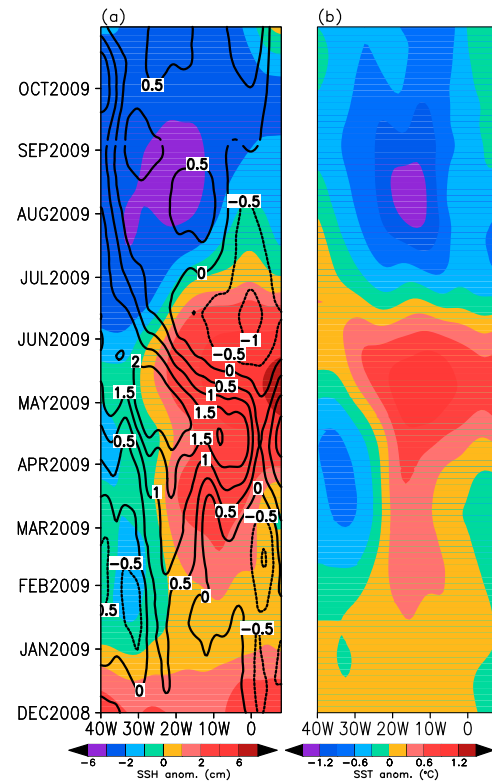 (a) (b)
OCT2009
0.5
SEP2009
0.5
−0.5
AUG2009
JUL2009
0
JUN2009
−1
−0.5
2
0
0.5
MAY2009
1.5
1
1.5
0.5
1.5
APR2009
1
1
0
0.5
−0.5
MAR2009
−0.5
FEB2009
0.5
0.5
0
−0.5
JAN2009
0
DEC2008
40W 30W 20W 10W 0 40W 30W 20W 10W 0
−6 −2 0 2 6 −1.2 −0.6 0 0.6 1.2
SSH anom. (cm) SST anom. (°C)